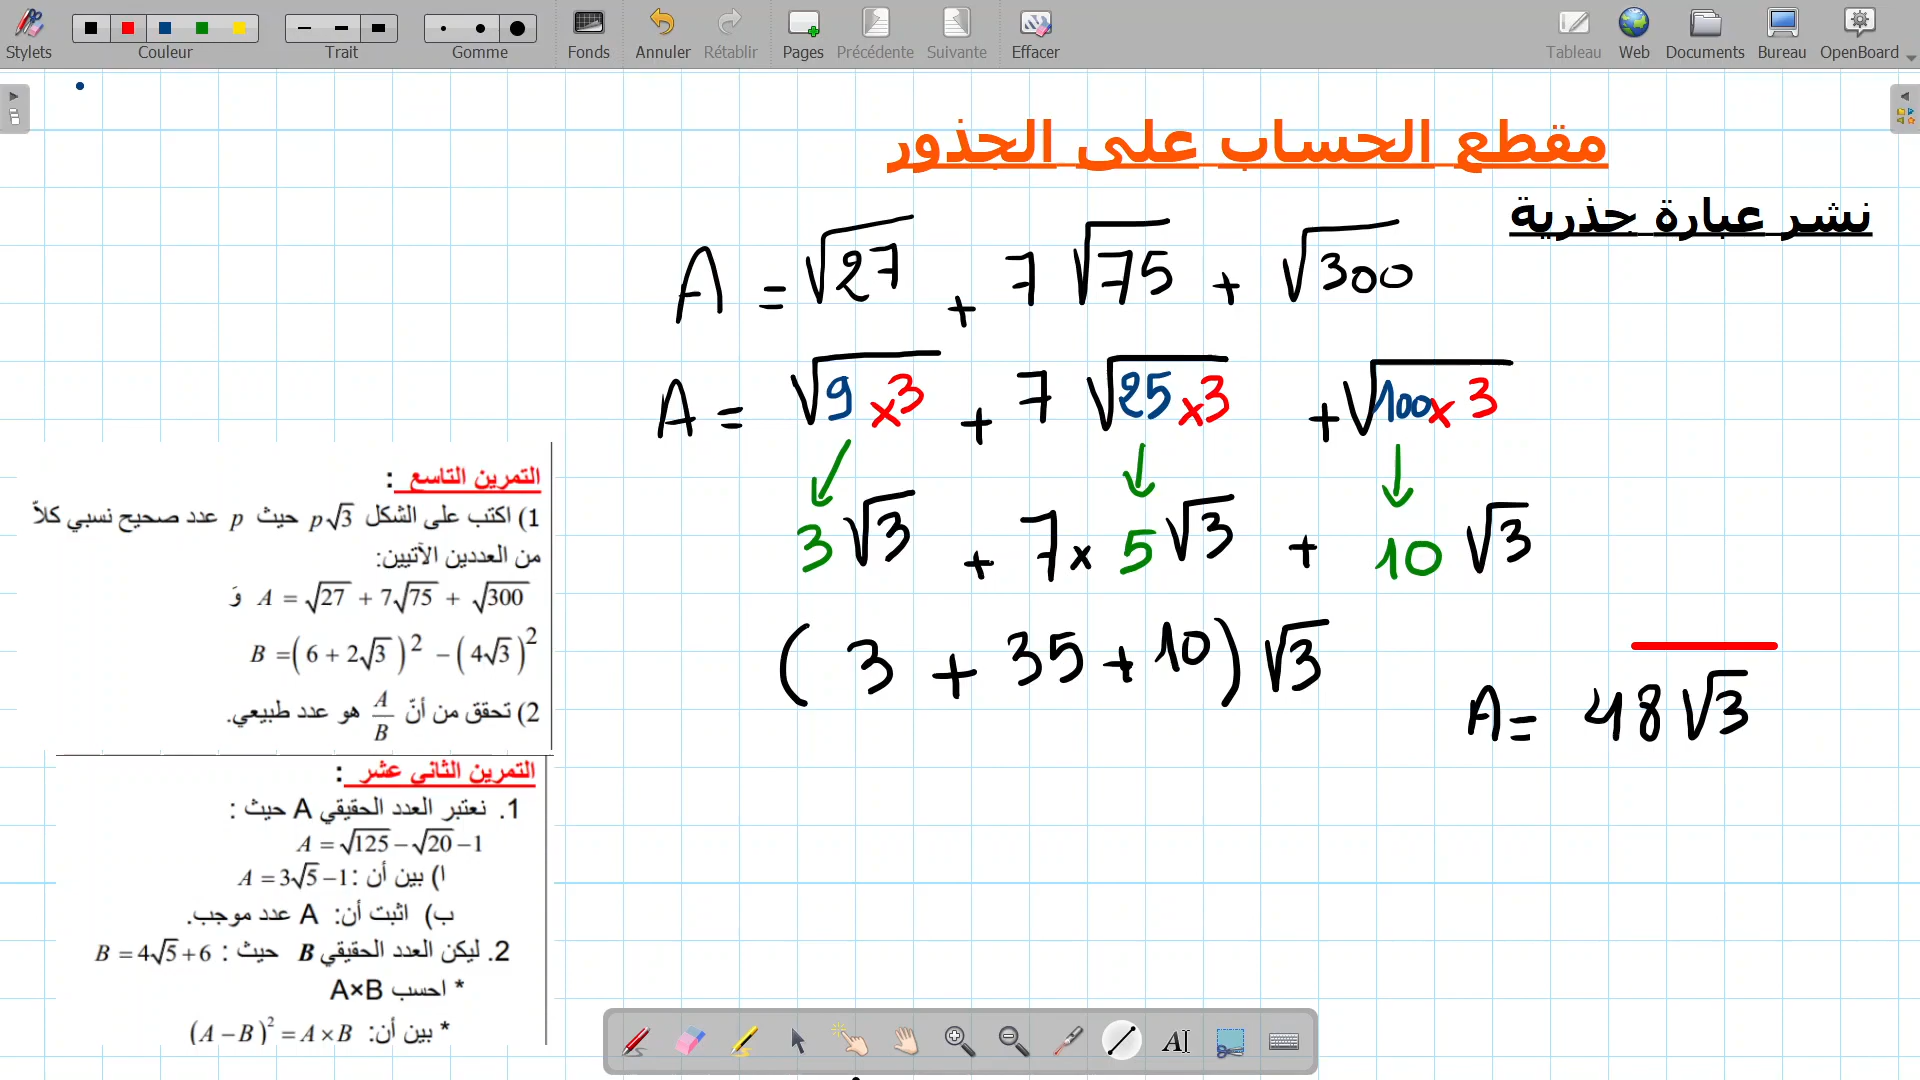 Stylets Couleur Trait Gomme Fonds Annuler Rétablir Pages Précédente Suivante Effacer Tableau Web Documents Bureau OpenBoard
مقطع الحساب على الجذور
نشر عبارة جذرية
A = √27 + 7 √75 + √300
A = √9×3 + 7 √25×3 + √100×3
3 √3 + 7 × 5 √3 + 10 √3
( 3 + 35 + 10 ) √3
A = 48 √3
التمرين التاسع :
1) اكتب على الشكل p√3 حيث p عدد صحيح نسبي كلاّ
من العددين الآتيين:
A = √27 + 7√75 + √300 وَ
B = ( 6 + 2√3 )² − ( 4√3 )²
2) تحقق من أنّ A/B هو عدد طبيعي.
التمرين الثاني عشر :
1. نعتبر العدد الحقيقي A حيث :
A = √125 − √20 − 1
ا) بين أن : A = 3√5 − 1
ب) اثبت أن: A عدد موجب.
2. ليكن العدد الحقيقي B حيث : B = 4√5 + 6
* احسب A×B
* بين أن: (A − B)² = A × B